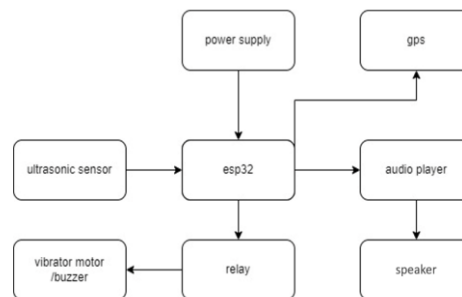 power supply
gps
ultrasonic sensor
esp32
audio player
vibrator motor
/buzzer
relay
speaker